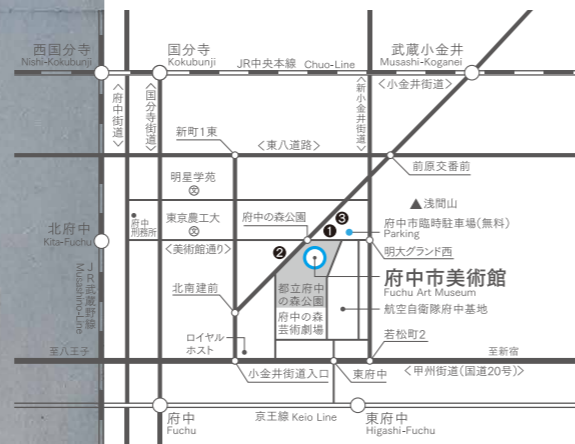 西国分寺
Nishi-Kokubunji
国分寺
Kokubunji
JR中央本線 Chuo-Line
武蔵小金井
Musashi-Koganei
〈府中街道〉
〈国分寺街道〉
〈新小金井街道〉
〈小金井街道〉
新町1東
〈東八道路〉
前原交番前
明星学苑
文
▲浅間山
府中刑務所
東京農工大
文
府中の森公園
❶
❸
府中市臨時駐車場(無料)
Parking
北府中
Kita-Fuchu
〈美術館通り〉
❷
明大グランド西
府中市美術館
Fuchu Art Museum
JR武蔵野線
Musashino-Line
北南建前
都立府中
の森公園
航空自衛隊府中基地
府中の森
芸術劇場
ロイヤル
ホスト
若松町2
至八王子
至新宿
小金井街道入口
東府中
〈甲州街道(国道20号)〉
府中
Fuchu
京王線 Keio Line
東府中
Higashi-Fuchu